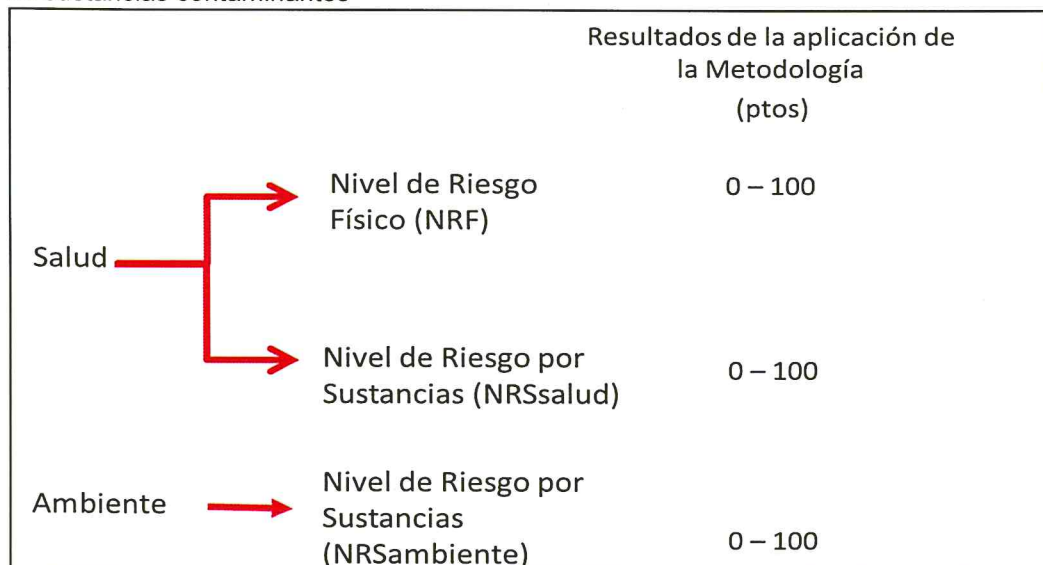 Resultados de la aplicación de
la Metodología
(ptos)
Nivel de Riesgo
Físico (NRF)
0 – 100
Salud
Nivel de Riesgo por
Sustancias (NRSsalud)
0 – 100
Ambiente
Nivel de Riesgo por
Sustancias
(NRSambiente)
0 – 100